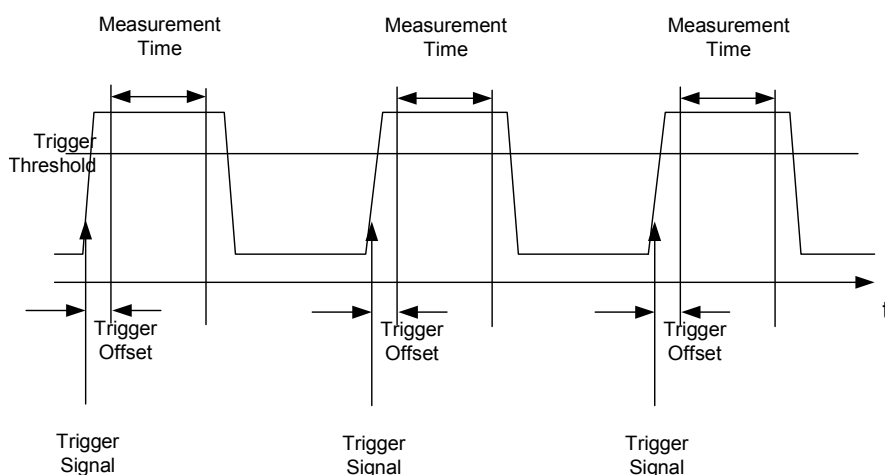 Measurement
Time
Measurement
Time
Measurement
Time
Trigger
Threshold
t
Trigger
Offset
Trigger
Offset
Trigger
Offset
Trigger
Signal
Trigger
Signal
Trigger
Signal